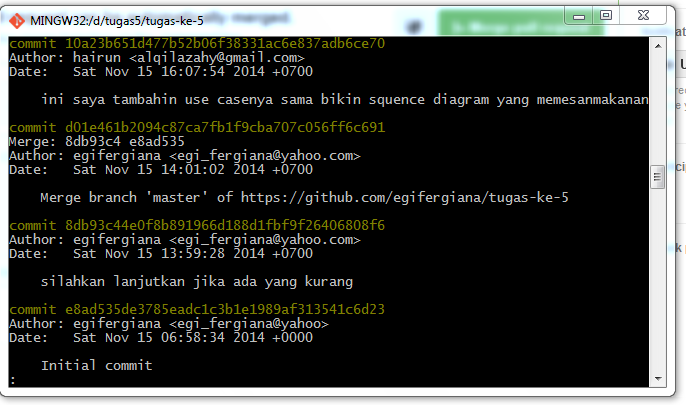 MINGW32:/d/tugas5/tugas-ke-5
commit 10a23b651d477b52b06f38331ac6e837adb6ce70
Author: hairun <alqilazahy@gmail.com>
Date:   Sat Nov 15 16:07:54 2014 +0700
ini saya tambahin use casenya sama bikin squence diagram yang memesanmakanan
commit d01e461b2094c87ca7fb1f9cba707c056ff6c691
Merge: 8db93c4 e8ad535
Author: egifergiana <egi_fergiana@yahoo.com>
Date:   Sat Nov 15 14:01:02 2014 +0700
Merge branch 'master' of https://github.com/egifergiana/tugas-ke-5
commit 8db93c44e0f8b891966d188d1fbf9f26406808f6
Author: egifergiana <egi_fergiana@yahoo.com>
Date:   Sat Nov 15 13:59:28 2014 +0700
silahkan lanjutkan jika ada yang kurang
commit e8ad535de3785eadc1c3b1e1989af313541c6d23
Author: egifergiana <egi_fergiana@yahoo>
Date:   Sat Nov 15 06:58:34 2014 +0000
Initial commit
: